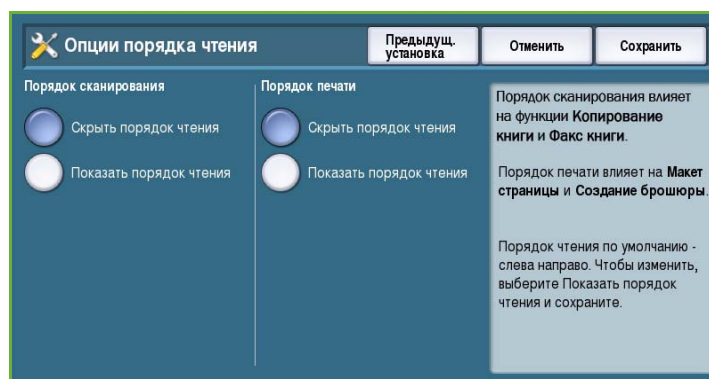 Опции порядка чтения
Предыдущ.
установка
Отменить
Сохранить
Порядок сканирования
Скрыть порядок чтения
Показать порядок чтения
Порядок печати
Скрыть порядок чтения
Показать порядок чтения
Порядок сканирования влияет
на функции Копирование
книги и Факс книги.
Порядок печати влияет на Макет
страницы и Создание брошюры.
Порядок чтения по умолчанию -
слева направо. Чтобы изменить,
выберите Показать порядок
чтения и сохраните.